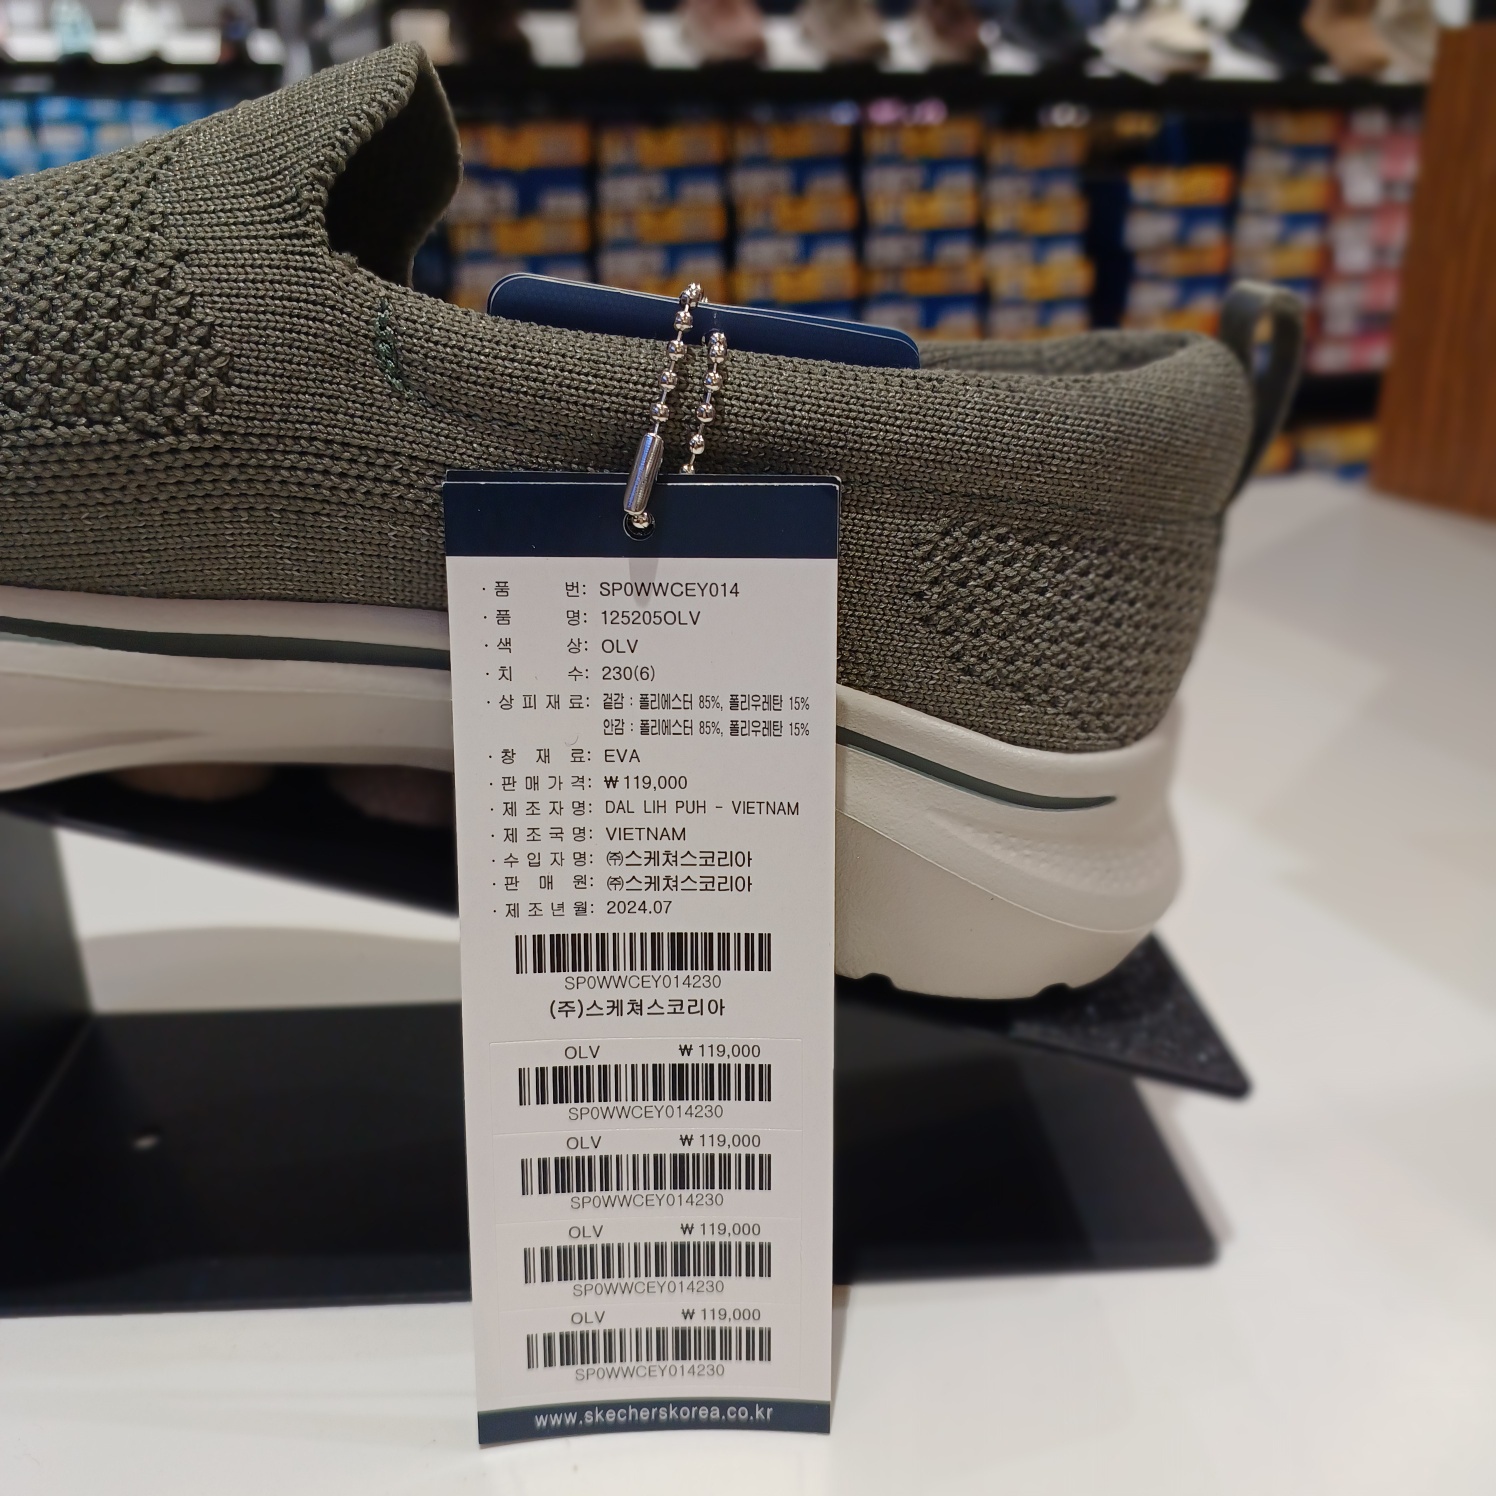 · 품 번: SP0WWCEY014
· 품 명: 125205OLV
· 색 상: OLV
· 치 수: 230(6)
· 상 피 재 료: 겉감 : 폴리에스터 85%, 폴리우레탄 15%
안감 : 폴리에스터 85%, 폴리우레탄 15%
· 창 재 료: EVA
· 판 매 가 격: ₩ 119,000
· 제 조 자 명: DAL LIH PUH - VIETNAM
· 제 조 국 명: VIETNAM
· 수 입 자 명: ㈜스케쳐스코리아
· 판 매 원: ㈜스케쳐스코리아
· 제 조 년 월: 2024.07
SP0WWCEY014230
(주)스케쳐스코리아
OLV ₩ 119,000
SP0WWCEY014230
OLV ₩ 119,000
SP0WWCEY014230
OLV ₩ 119,000
SP0WWCEY014230
OLV ₩ 119,000
SP0WWCEY014230
www.skecherskorea.co.kr